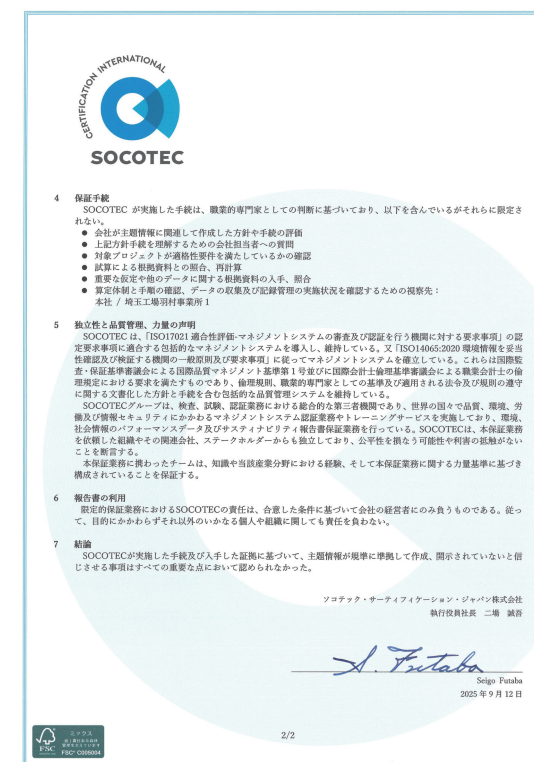 CERTIFICATION INTERNATIONAL
SOCOTEC
4 保証手続
SOCOTEC が実施した手続は、職業的専門家としての判断に基づいており、以下を含んでいるがそれらに限定さ
れない。
● 会社が主題情報に関連して作成した方針や手続の評価
● 上記方針手続を理解するための会社担当者への質問
● 対象プロジェクトが適格性要件を満たしているかの確認
● 試算による根拠資料との照合、再計算
● 重要な仮定や他のデータに関する根拠資料の入手、照合
● 算定体制と手順の確認、データの収集及び記録管理の実施状況を確認するための視察先：
本社 / 埼玉工場羽村事業所1
5 独立性と品質管理、力量の声明
SOCOTEC は、「ISO17021 適合性評価-マネジメントシステムの審査及び認証を行う機関に対する要求事項」の認
定要求事項に適合する包括的なマネジメントシステムを導入し、維持している。又「ISO14065:2020 環境情報を妥当
性確認及び検証する機関の一般原則及び要求事項」に従ってマネジメントシステムを確立している。これらは国際監
査・保証基準審議会による国際品質マネジメント基準第1号並びに国際会計士倫理基準審議会による職業会計士の倫
理規定における要求を満たすものであり、倫理規則、職業的専門家としての基準及び適用される法令及び規則の遵守
に関する文書化した方針と手続を含む包括的な品質管理システムを維持している。
SOCOTECグループは、検査、試験、認証業務における総合的な第三者機関であり、世界の国々で品質、環境、労
働及び情報セキュリティにかかわるマネジメントシステム認証業務やトレーニングサービスを実施しており、環境、
社会情報のパフォーマンスデータ及びサスティナビリティ報告書保証業務を行っている。SOCOTECは、本保証業務
を依頼した組織やその関連会社、ステークホルダーからも独立しており、公平性を損なう可能性や利害の抵触がない
ことを断言する。
本保証業務に携わったチームは、知識や当該産業分野における経験、そして本保証業務に関する力量基準に基づき
構成されていることを保証する。
6 報告書の利用
限定的保証業務におけるSOCOTECの責任は、合意した条件に基づいて会社の経営者にのみ負うものである。従っ
て、目的にかかわらずそれ以外のいかなる個人や組織に関しても責任を負わない。
7 結論
SOCOTECが実施した手続及び入手した証拠に基づいて、主題情報が規準に準拠して作成、開示されていないと信
じさせる事項はすべての重要な点において認められなかった。
ソコテック・サーティフィケーション・ジャパン株式会社
執行役員社長 二場 誠吾
S. Futaba
Seigo Futaba
2025年9月12日
2/2
ミックス
FSC
FSC® C005004